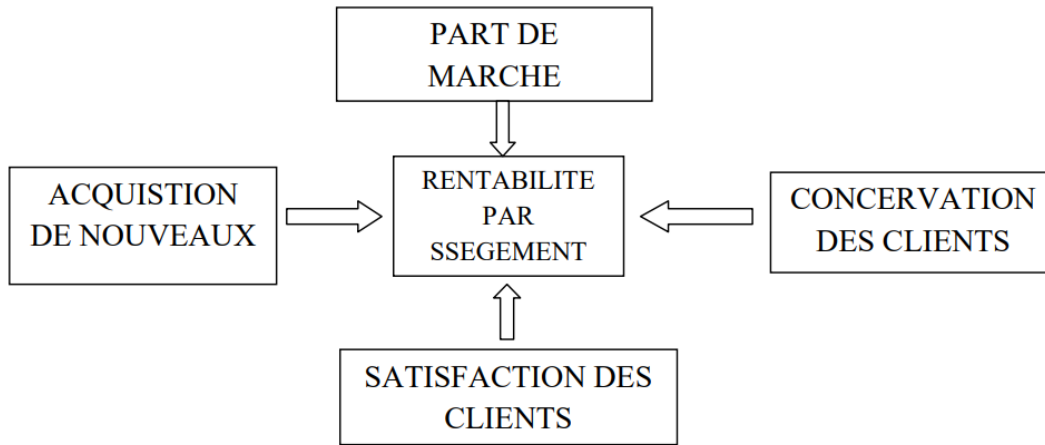 PART DE
MARCHE
ACQUISTION
DE NOUVEAUX
RENTABILITE
PAR
SSEGEMENT
CONCERVATION
DES CLIENTS
SATISFACTION DES
CLIENTS